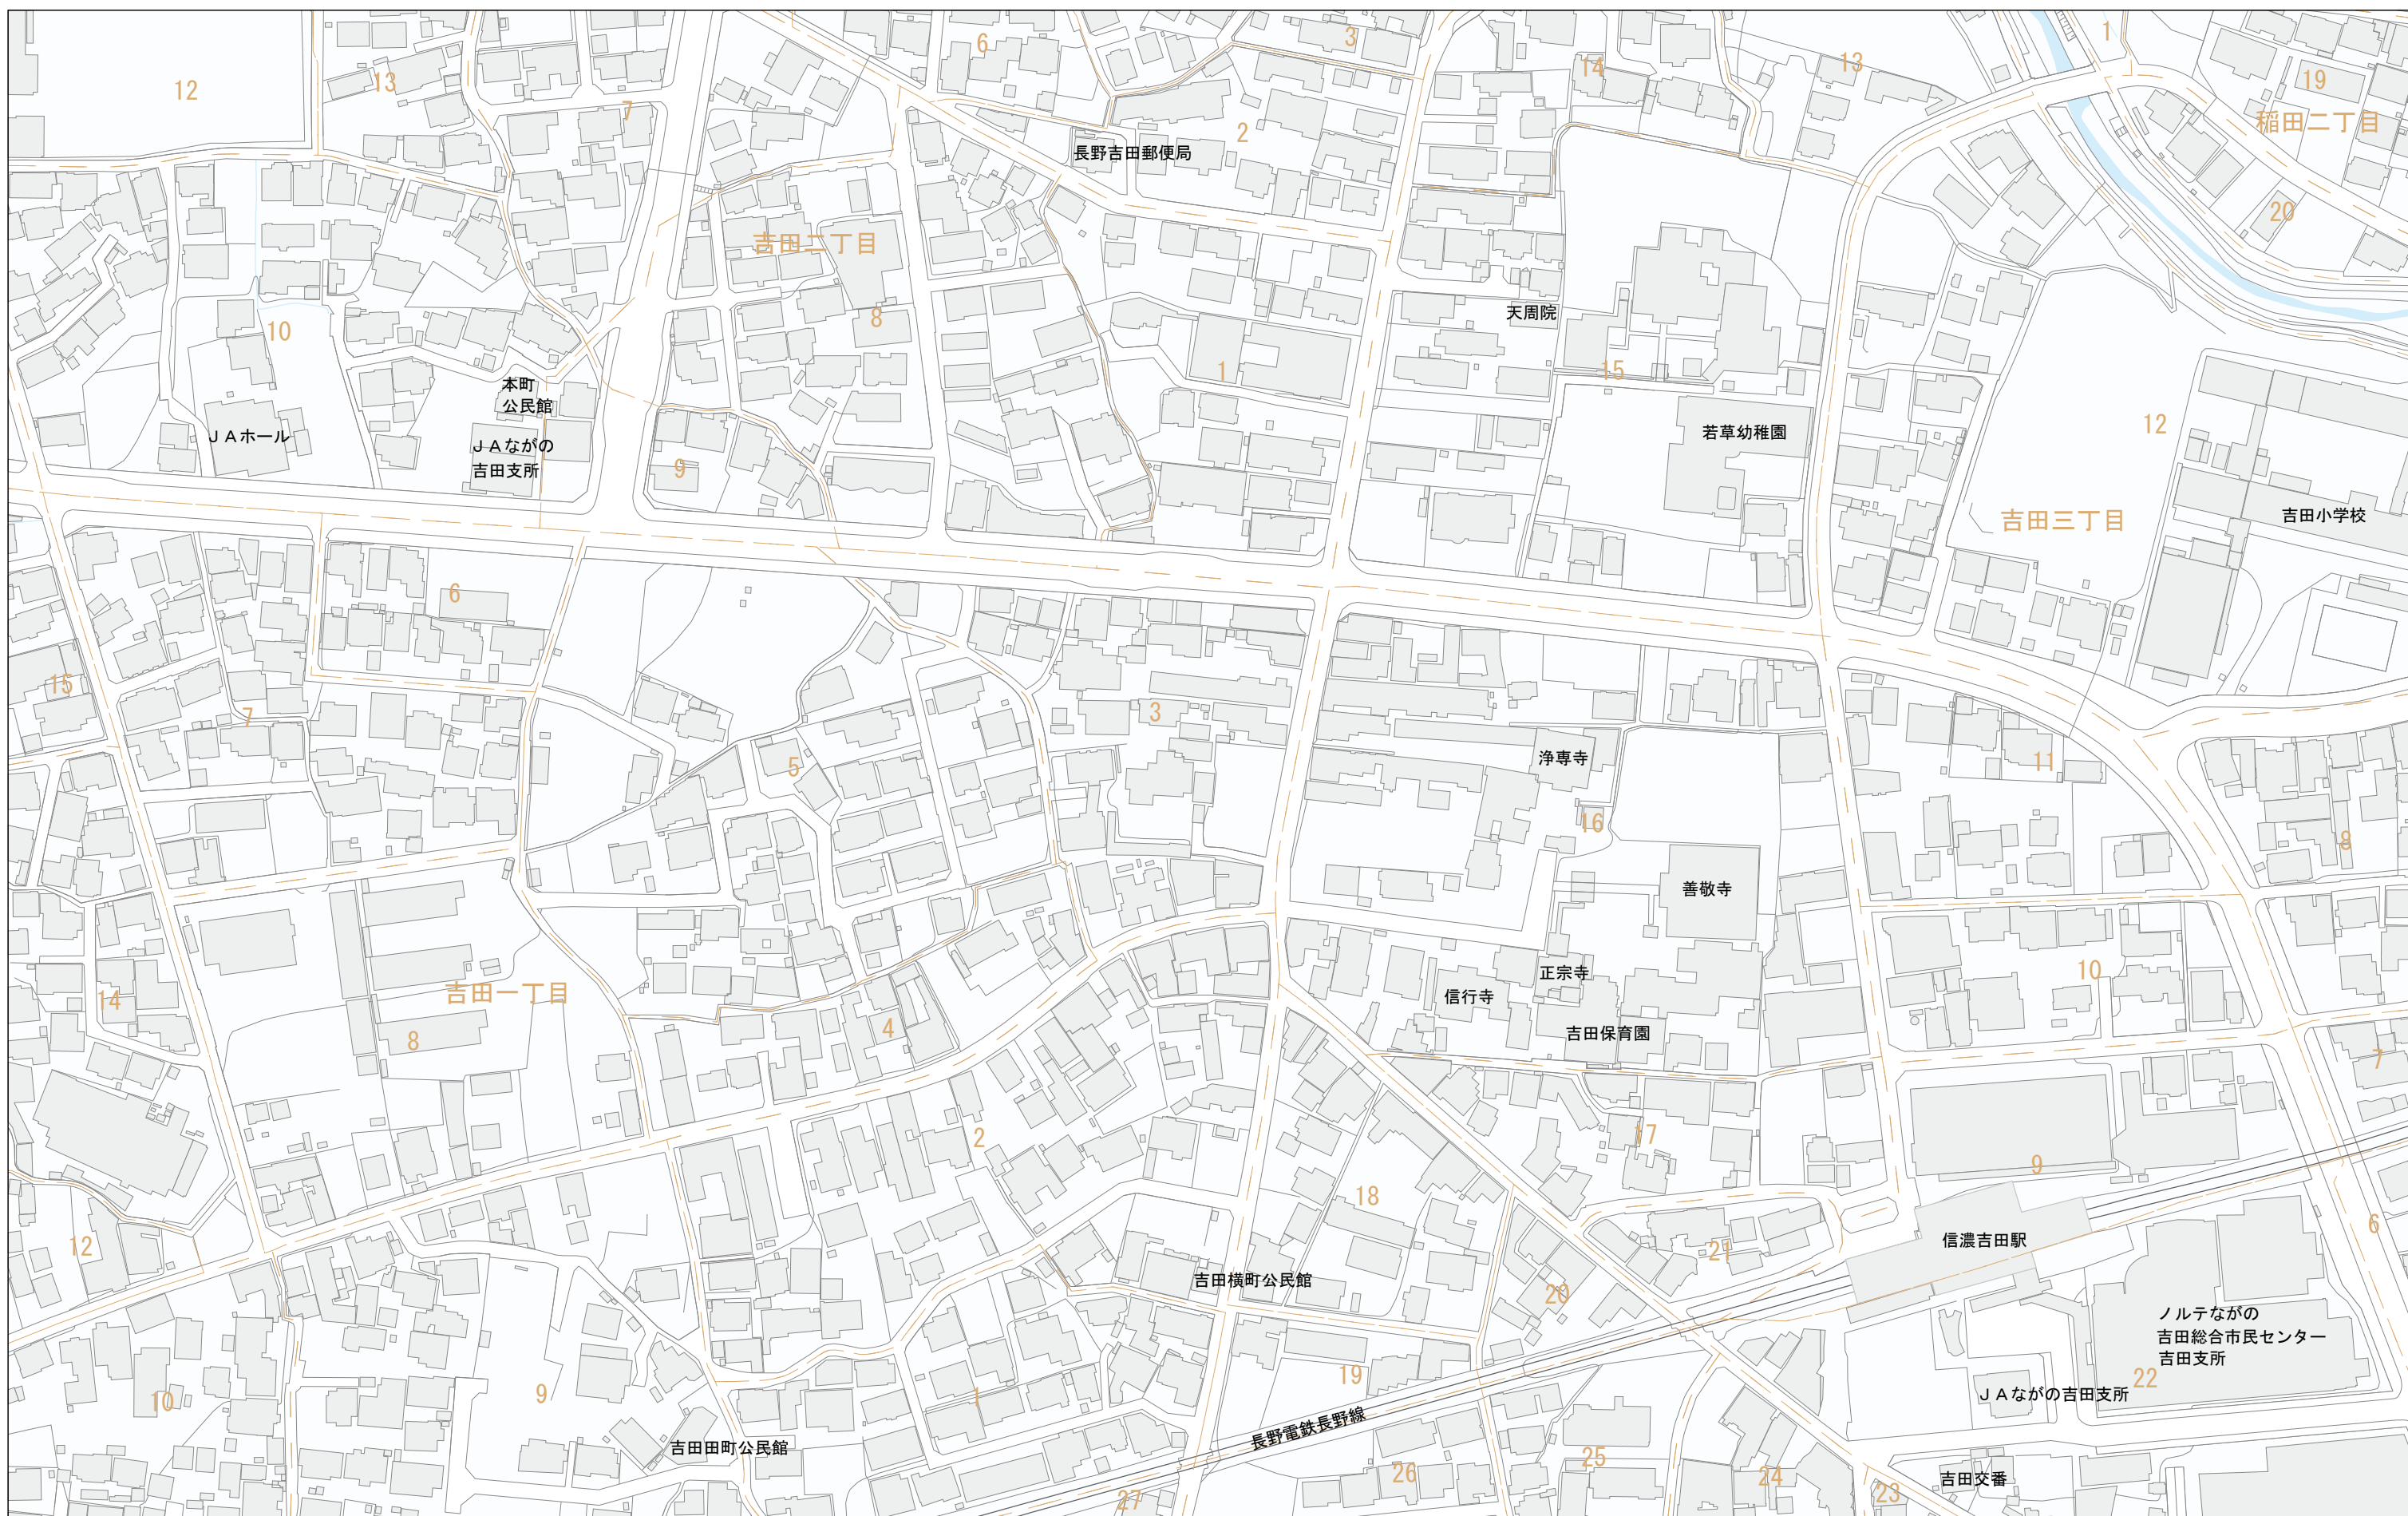 6
3
1
12
13
7
14
13
19
2
稲田二丁目
長野吉田郵便局
20
吉田二丁目
10
8
天周院
1
15
本町
公民館
12
ＪＡホール
ＪＡながの
吉田支所
若草幼稚園
9
吉田三丁目
吉田小学校
6
15
7
3
5
浄専寺
11
16
8
善敬寺
吉田一丁目
14
正宗寺
10
信行寺
4
8
吉田保育園
7
2
17
9
18
6
12
信濃吉田駅
21
吉田横町公民館
20
ノルテながの
吉田総合市民センター
吉田支所
22
10
9
1
19
ＪＡながの吉田支所
長野電鉄長野線
吉田田町公民館
25
26
24
吉田交番
23
27